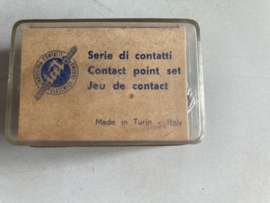 Serie di contatti
Contact point set
Jeu de contact
Made in Turin - Italy